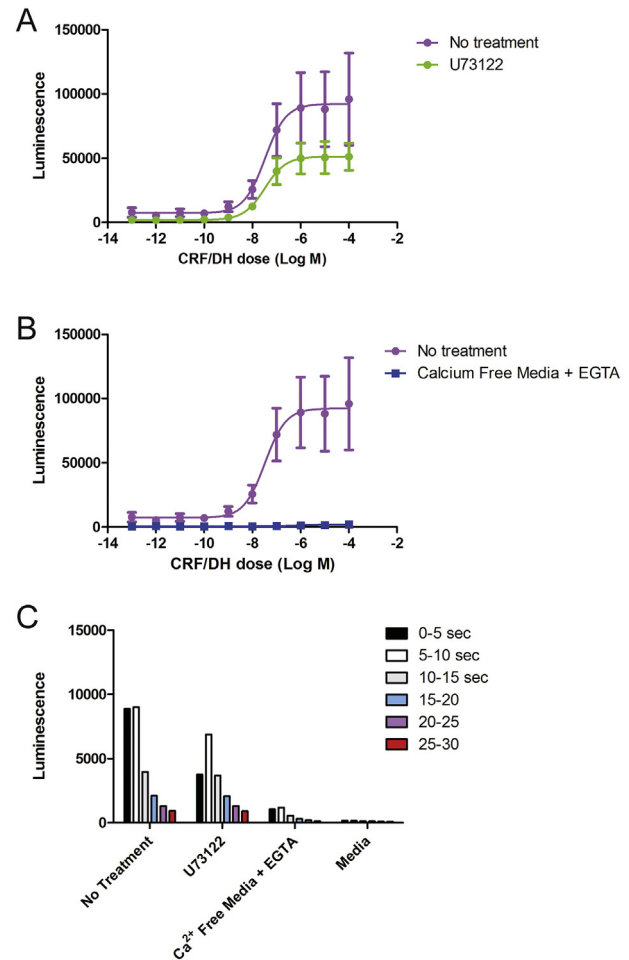 A
150000
100000
50000
0
Luminescence
-14 -12 -10 -8 -6 -4 -2
CRF/DH dose (Log M)
No treatment
U73122
B
150000
100000
50000
0
Luminescence
-14 -12 -10 -8 -6 -4 -2
CRF/DH dose (Log M)
No treatment
Calcium Free Media + EGTA
C
15000
10000
5000
0
Luminescence
No Treatment
U73122
Ca²⁺ Free Media + EGTA
Media
0-5 sec
5-10 sec
10-15 sec
15-20
20-25
25-30